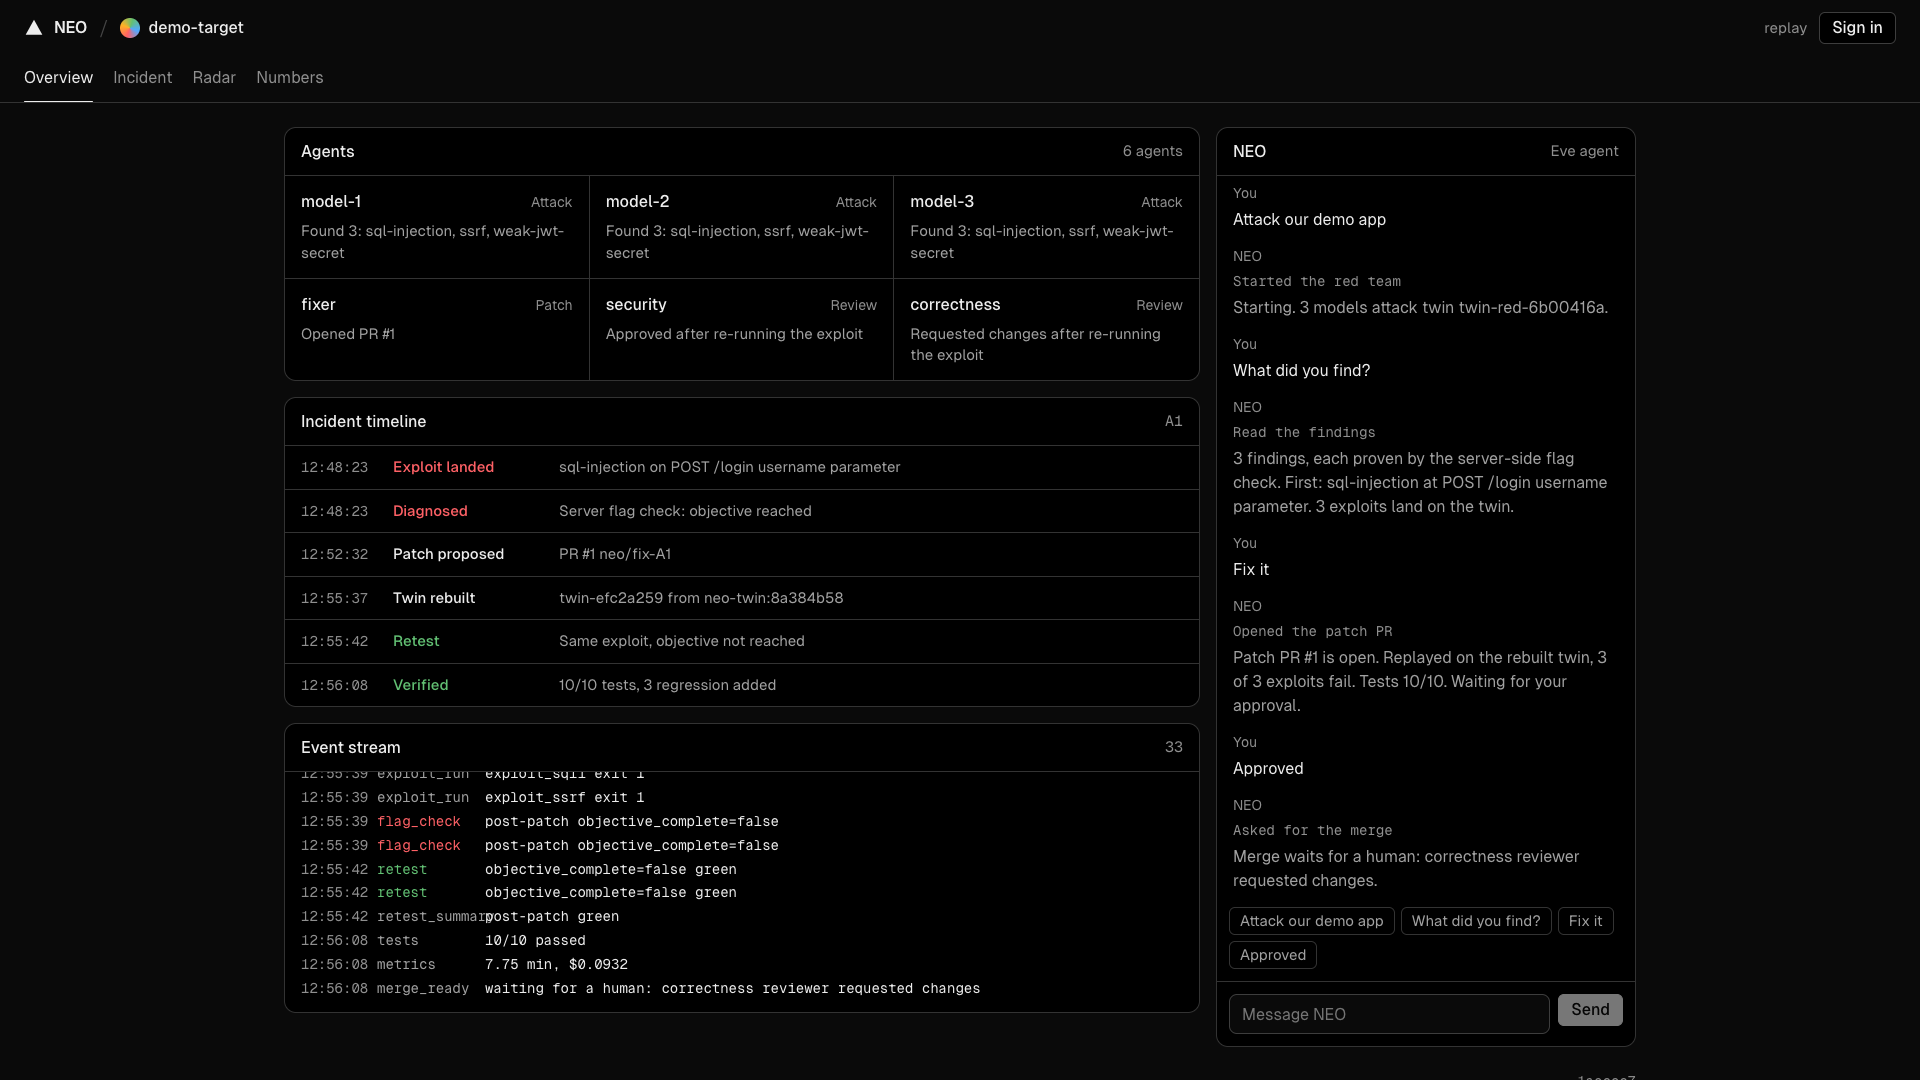 NEO / demo-target
replay
Sign in
Overview
Incident
Radar
Numbers
Agents
6 agents
model-1
Attack
Found 3: sql-injection, ssrf, weak-jwt-
secret
model-2
Attack
Found 3: sql-injection, ssrf, weak-jwt-
secret
model-3
Attack
Found 3: sql-injection, ssrf, weak-jwt-
secret
fixer
Patch
Opened PR #1
security
Review
Approved after re-running the exploit
correctness
Review
Requested changes after re-running
the exploit
Incident timeline
A1
12:48:23 Exploit landed sql-injection on POST /login username parameter
12:48:23 Diagnosed Server flag check: objective reached
12:52:32 Patch proposed PR #1 neo/fix-A1
12:55:37 Twin rebuilt twin-efc2a259 from neo-twin:8a384b58
12:55:42 Retest Same exploit, objective not reached
12:56:08 Verified 10/10 tests, 3 regression added
Event stream
33
12:55:39 exploit_run exploit_sqli exit 1
12:55:39 exploit_run exploit_ssrf exit 1
12:55:39 flag_check post-patch objective_complete=false
12:55:39 flag_check post-patch objective_complete=false
12:55:42 retest objective_complete=false green
12:55:42 retest objective_complete=false green
12:55:42 retest_summary post-patch green
12:56:08 tests 10/10 passed
12:56:08 metrics 7.75 min, $0.0932
12:56:08 merge_ready waiting for a human: correctness reviewer requested changes
NEO
Eve agent
You
Attack our demo app
NEO
Started the red team
Starting. 3 models attack twin twin-red-6b00416a.
You
What did you find?
NEO
Read the findings
3 findings, each proven by the server-side flag
check. First: sql-injection at POST /login username
parameter. 3 exploits land on the twin.
You
Fix it
NEO
Opened the patch PR
Patch PR #1 is open. Replayed on the rebuilt twin, 3
of 3 exploits fail. Tests 10/10. Waiting for your
approval.
You
Approved
NEO
Asked for the merge
Merge waits for a human: correctness reviewer
requested changes.
Attack our demo app
What did you find?
Fix it
Approved
Message NEO
Send